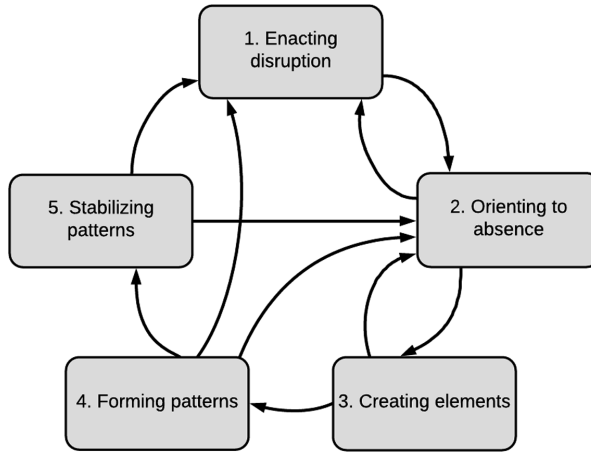 1. Enacting
disruption
5. Stabilizing
patterns
2. Orienting to
absence
4. Forming patterns
3. Creating elements